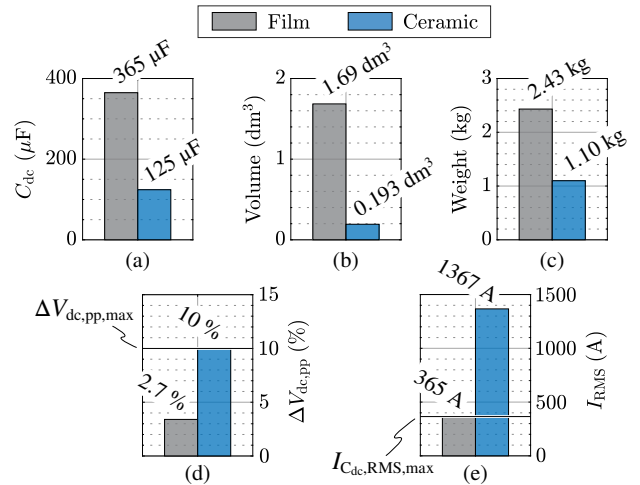 Film Ceramic
365 μF
125 μF
C_dc (μF)
400
200
0
(a)
1.69 dm³
0.193 dm³
Volume (dm³)
2
1
0
(b)
2.43 kg
1.10 kg
Weight (kg)
3
2
1
0
(c)
ΔV_dc,pp,max
2.7 %
10 %
15
10
5
0
ΔV_dc,pp (%)
(d)
1367 A
365 A
I_Cdc,RMS,max
1500
1000
500
0
I_RMS (A)
(e)